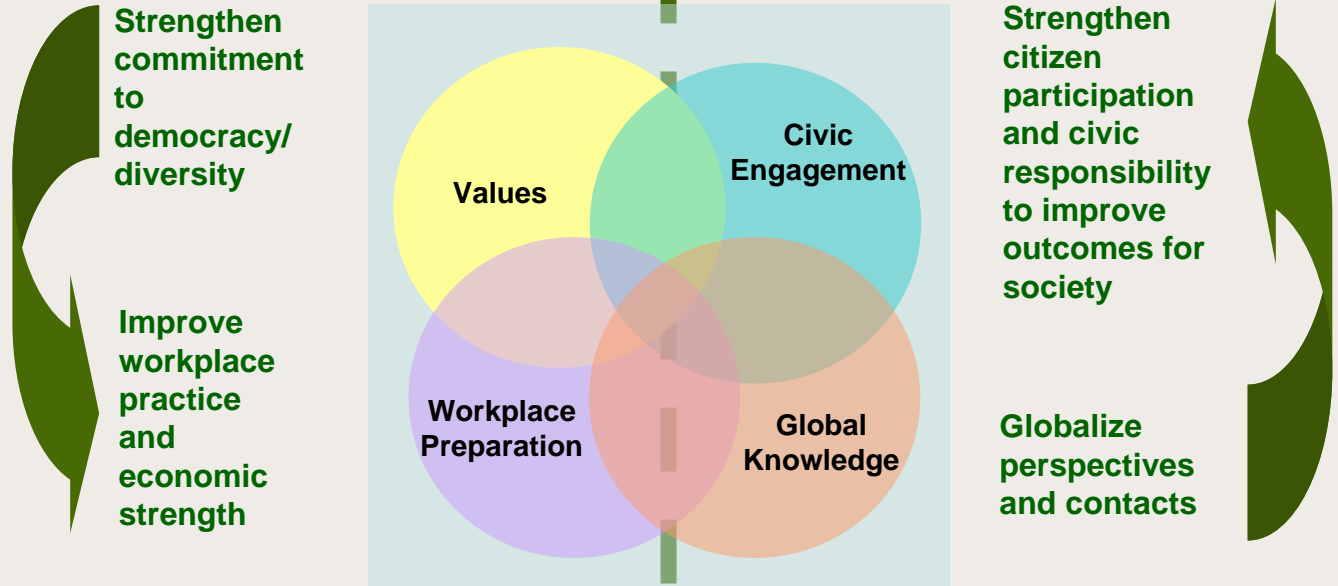 Strengthen
commitment
to
democracy/
diversity
Improve
workplace
practice
and
economic
strength
Values
Civic
Engagement
Workplace
Preparation
Global
Knowledge
Strengthen
citizen
participation
and civic
responsibility
to improve
outcomes for
society
Globalize
perspectives
and contacts